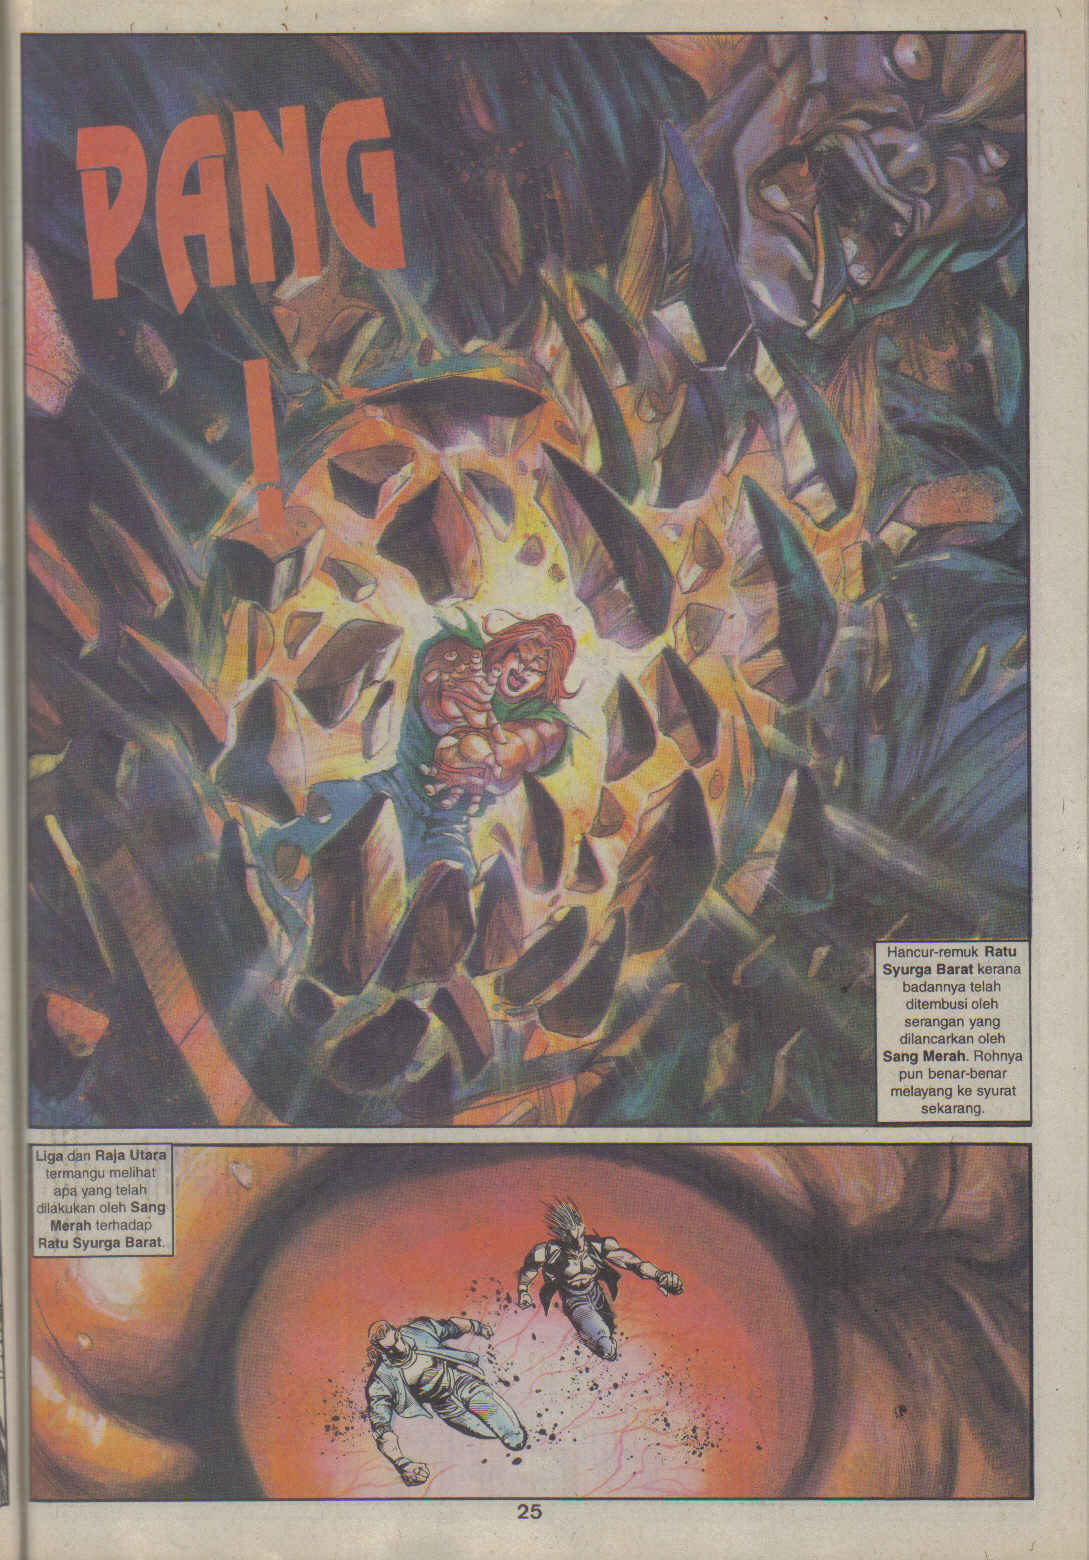 PANG
!
Hancur-remuk Ratu
Syurga Barat kerana
badannya telah
ditembusi oleh
serangan yang
dilancarkan oleh
Sang Merah. Rohnya
pun benar-benar
melayang ke syurat
sekarang.
Liga dan Raja Utara
termangu melihat
apa yang telah
dilakukan oleh Sang
Merah terhadap
Ratu Syurga Barat.
25